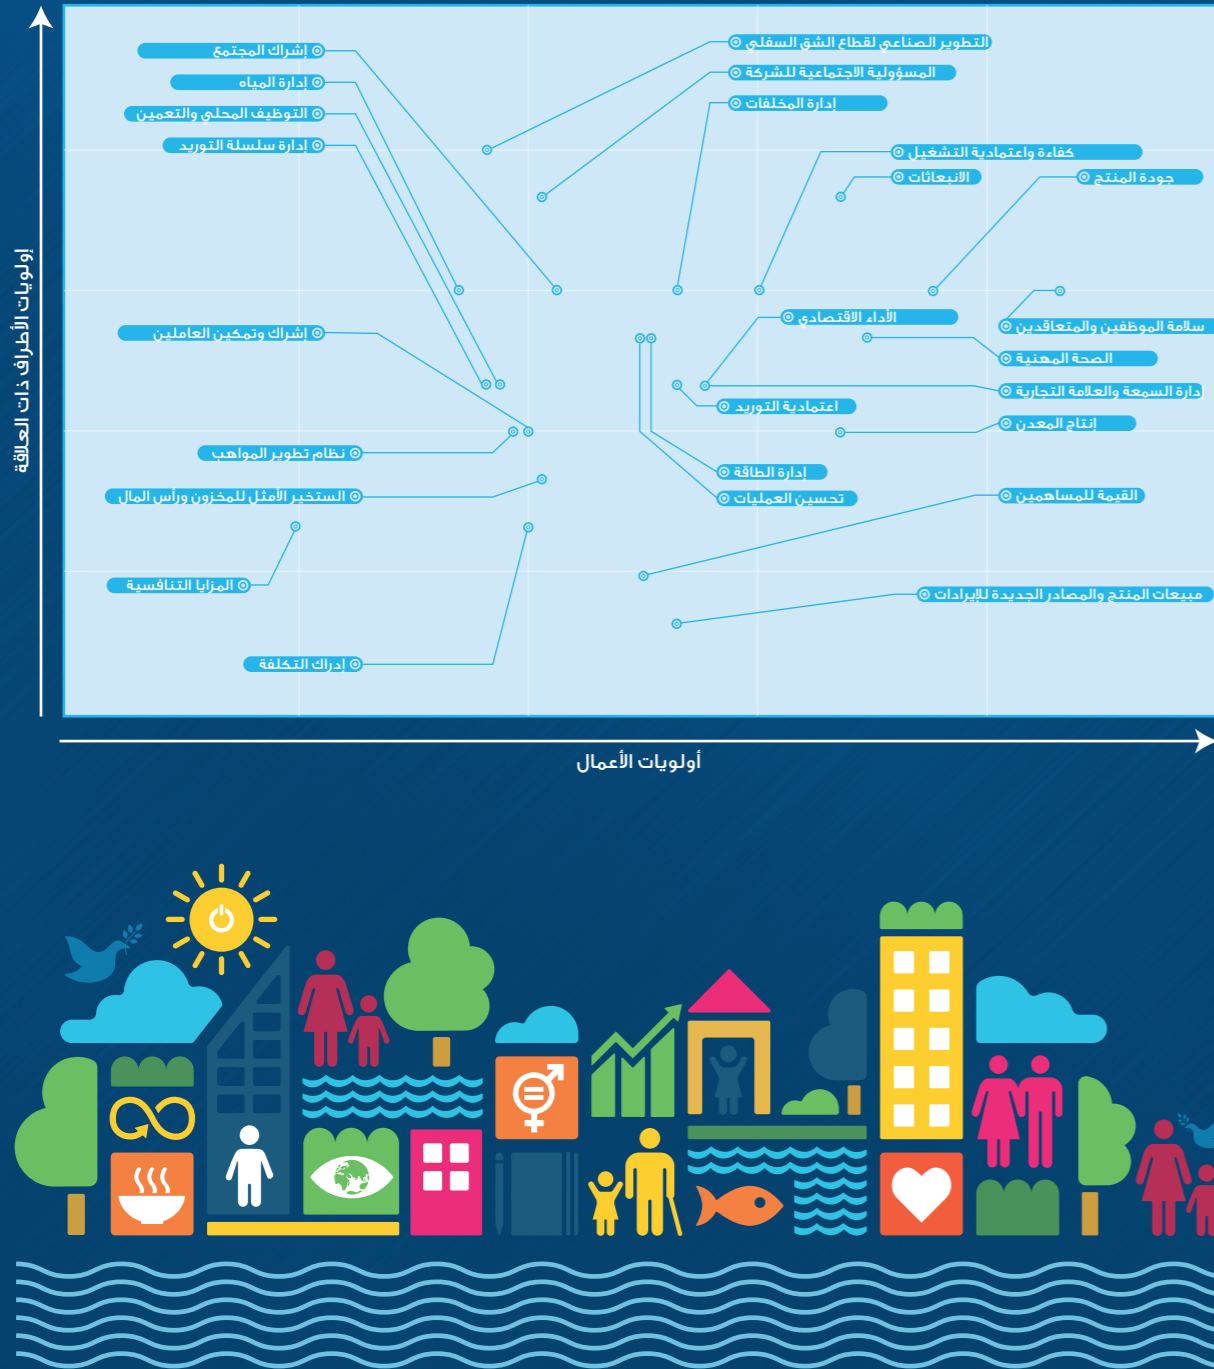 التطوير الصناعي لقطاع الشق السفلي
إشراك المجتمع
المسؤولية الاجتماعية للشركة
إدارة المياه
إدارة المخلفات
التوظيف المحلي والتعمين
إدارة سلسلة التوريد
كفاءة واعتمادية التشغيل
جودة المنتج
الانبعاثات
إولويات الأطراف ذات العلاقة
الأداء الاقتصادي
سلامة الموظفين والمتعاقدين
إشراك وتمكين العاملين
الصحة المهنية
إدارة السمعة والعلامة التجارية
اعتمادية التوريد
إنتاج المعدن
نظام تطوير المواهب
إدارة الطاقة
القيمة للمساهمين
تحسين العمليات
الستخير الأمثل للمخزون ورأس المال
المزايا التنافسية
مبيعات المنتج والمصادر الجديدة للإيرادات
إدراك التكلفة
أولويات الأعمال